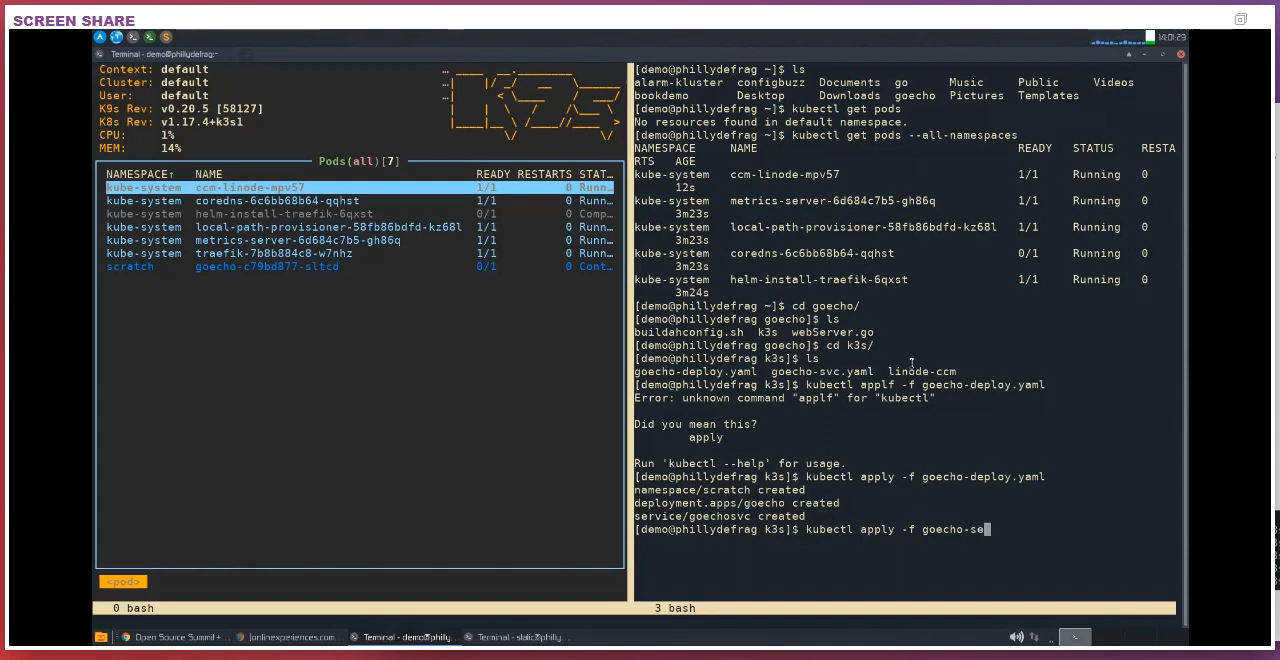 SCREEN SHARE
14:01:29
Terminal - demo@phillydefrag:~
Context: default
Cluster: default
User: default
K9s Rev: v0.20.5 [58127]
K8s Rev: v1.17.4+k3s1
CPU: 1%
MEM: 14%
Pods(all)[7]
NAMESPACE↑ NAME READY RESTARTS STAT…
kube-system ccm-linode-mpv57 1/1 0 Runn…
kube-system coredns-6c6bb68b64-qqhst 1/1 0 Runn…
kube-system helm-install-traefik-6qxst 0/1 0 Comp…
kube-system local-path-provisioner-58fb86bdfd-kz68l 1/1 0 Runn…
kube-system metrics-server-6d684c7b5-gh86q 1/1 0 Runn…
kube-system traefik-7b8b884c8-w7nhz 1/1 0 Runn…
scratch goecho-c79bd877-sltcd 0/1 0 Cont…
<pod>
0 bash
[demo@phillydefrag ~]$ ls
alarm-kluster configbuzz Documents go Music Public Videos
bookdemo Desktop Downloads goecho Pictures Templates
[demo@phillydefrag ~]$ kubectl get pods
No resources found in default namespace.
[demo@phillydefrag ~]$ kubectl get pods --all-namespaces
NAMESPACE NAME READY STATUS RESTA
RTS AGE
kube-system ccm-linode-mpv57 1/1 Running 0
12s
kube-system metrics-server-6d684c7b5-gh86q 1/1 Running 0
3m23s
kube-system local-path-provisioner-58fb86bdfd-kz68l 1/1 Running 0
3m23s
kube-system coredns-6c6bb68b64-qqhst 0/1 Running 0
3m23s
kube-system helm-install-traefik-6qxst 1/1 Running 0
3m24s
[demo@phillydefrag ~]$ cd goecho/
[demo@phillydefrag goecho]$ ls
buildahconfig.sh k3s webServer.go
[demo@phillydefrag goecho]$ cd k3s/
[demo@phillydefrag k3s]$ ls
goecho-deploy.yaml goecho-svc.yaml linode-ccm
[demo@phillydefrag k3s]$ kubectl applf -f goecho-deploy.yaml
Error: unknown command "applf" for "kubectl"
Did you mean this?
apply
Run 'kubectl --help' for usage.
[demo@phillydefrag k3s]$ kubectl apply -f goecho-deploy.yaml
namespace/scratch created
deployment.apps/goecho created
service/goechosvc created
[demo@phillydefrag k3s]$ kubectl apply -f goecho-se
3 bash
Open Source Summit + ...
(onlinexperiences.com...
Terminal - demo@philly...
Terminal - slatic@philly...